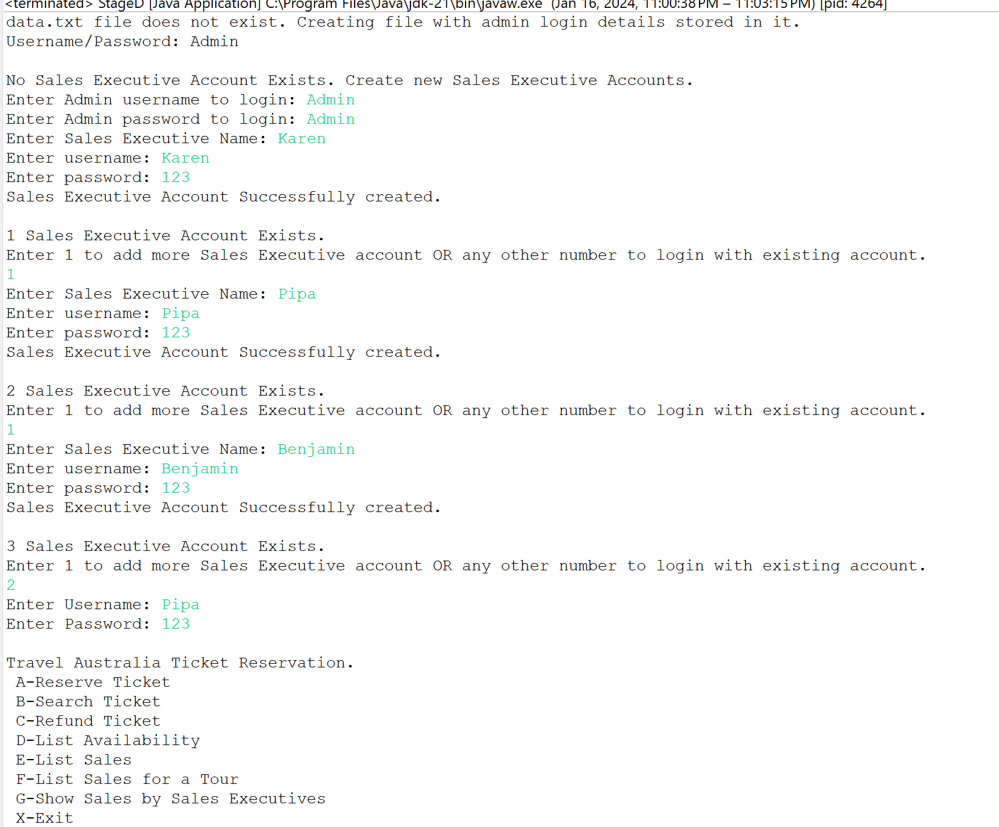 <terminated> StageD [Java Application] C:\Program Files\Java\jdk-21\bin\javaw.exe (Jan 16, 2024, 11:00:38 PM – 11:03:15 PM) [pid: 4264]
data.txt file does not exist. Creating file with admin login details stored in it.
Username/Password: Admin
No Sales Executive Account Exists. Create new Sales Executive Accounts.
Enter Admin username to login: Admin
Enter Admin password to login: Admin
Enter Sales Executive Name: Karen
Enter username: Karen
Enter password: 123
Sales Executive Account Successfully created.
1 Sales Executive Account Exists.
Enter 1 to add more Sales Executive account OR any other number to login with existing account.
1
Enter Sales Executive Name: Pipa
Enter username: Pipa
Enter password: 123
Sales Executive Account Successfully created.
2 Sales Executive Account Exists.
Enter 1 to add more Sales Executive account OR any other number to login with existing account.
1
Enter Sales Executive Name: Benjamin
Enter username: Benjamin
Enter password: 123
Sales Executive Account Successfully created.
3 Sales Executive Account Exists.
Enter 1 to add more Sales Executive account OR any other number to login with existing account.
2
Enter Username: Pipa
Enter Password: 123
Travel Australia Ticket Reservation.
A-Reserve Ticket
B-Search Ticket
C-Refund Ticket
D-List Availability
E-List Sales
F-List Sales for a Tour
G-Show Sales by Sales Executives
X-Exit